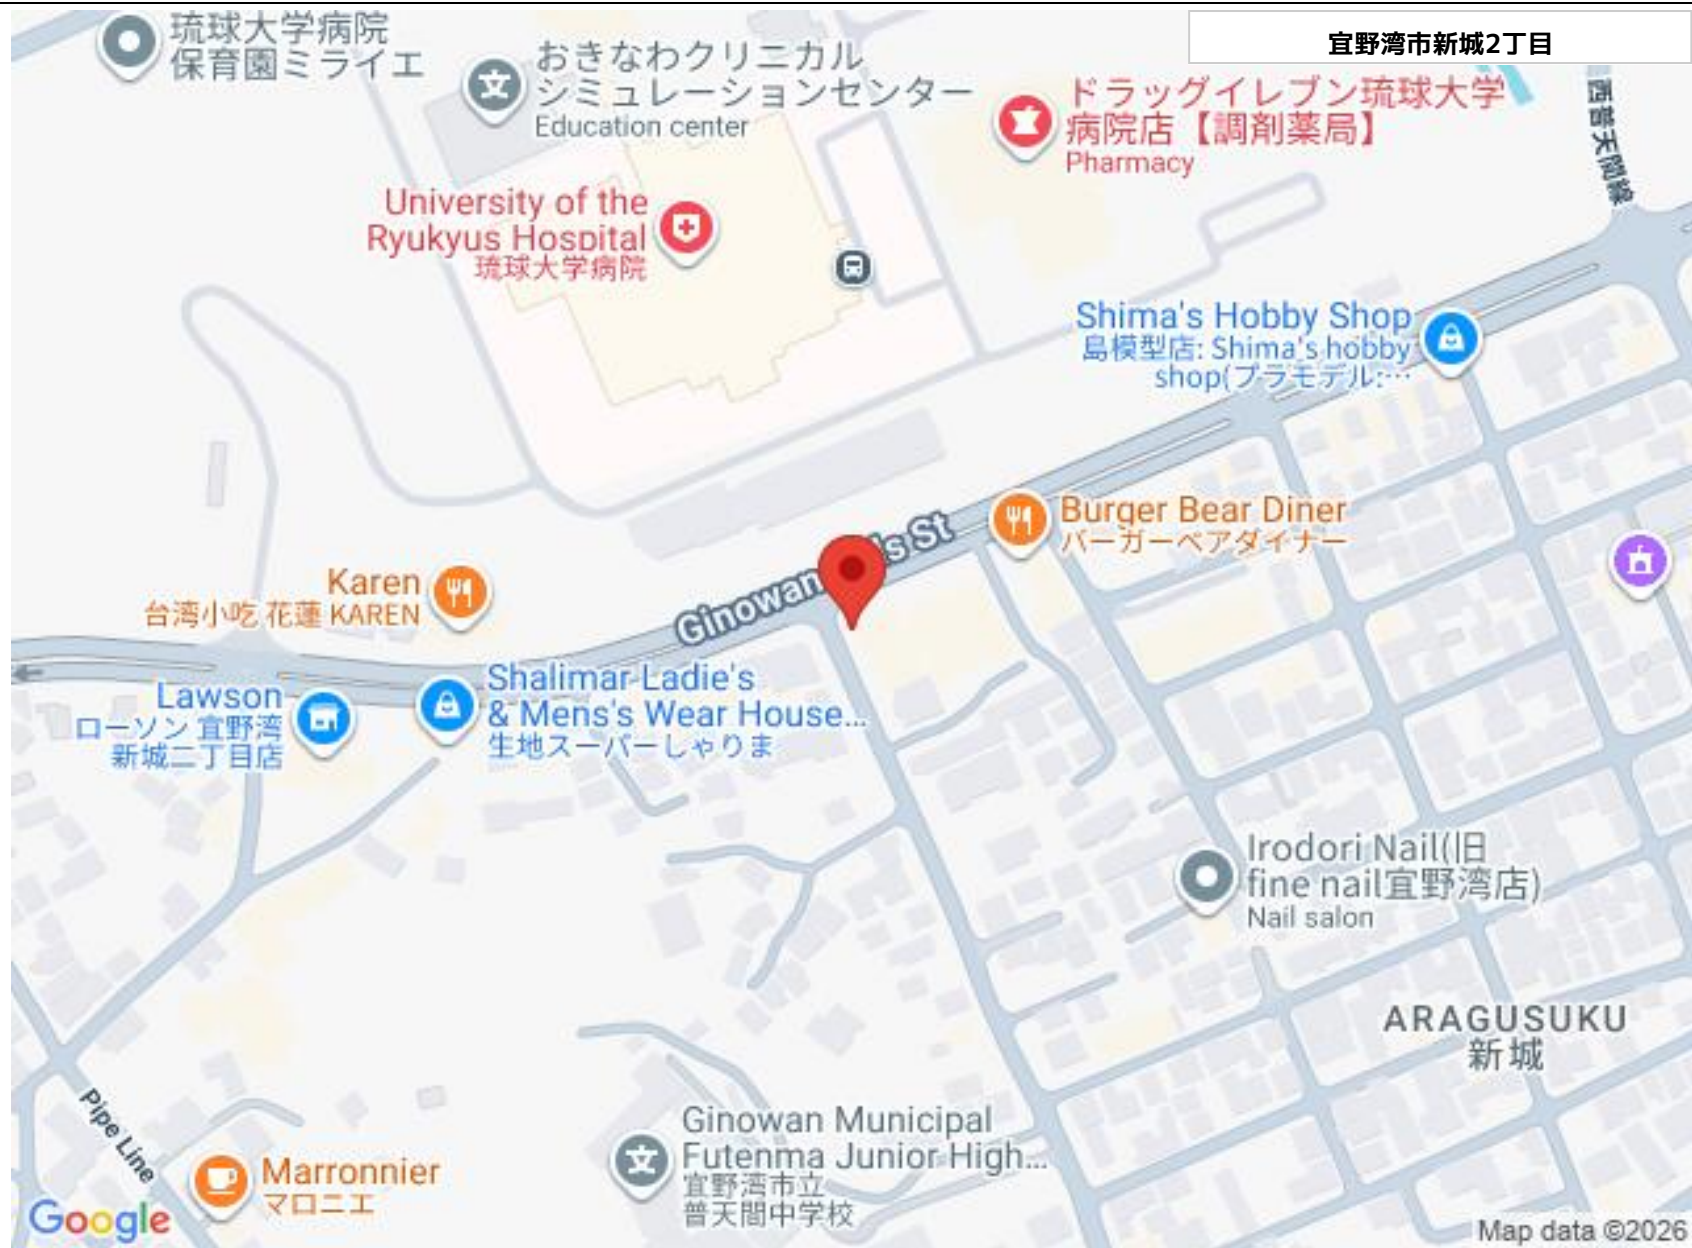 宜野湾市新城2丁目
琉球大学病院
保育園ミライエ
おきなわクリニカル
シミュレーションセンター
Education center
ドラッグイレブン琉球大学
病院店【調剤薬局】
Pharmacy
西普天間線
University of the
Ryukyus Hospital
琉球大学病院
Shima's Hobby Shop
島模型店: Shima's hobby
shop(プラモデル:…
Burger Bear Diner
バーガーベアダイナー
Ginowan
ls St
Karen
台湾小吃 花蓮 KAREN
Lawson
ローソン 宜野湾
新城二丁目店
Shalimar Ladie's
& Mens's Wear House...
生地スーパーしゃりま
Irodori Nail(旧
fine nail宜野湾店)
Nail salon
ARAGUSUKU
新城
Pipe Line
Marronnier
マロニエ
Ginowan Municipal
Futenma Junior High...
宜野湾市立
普天間中学校
Google
Map data ©2026